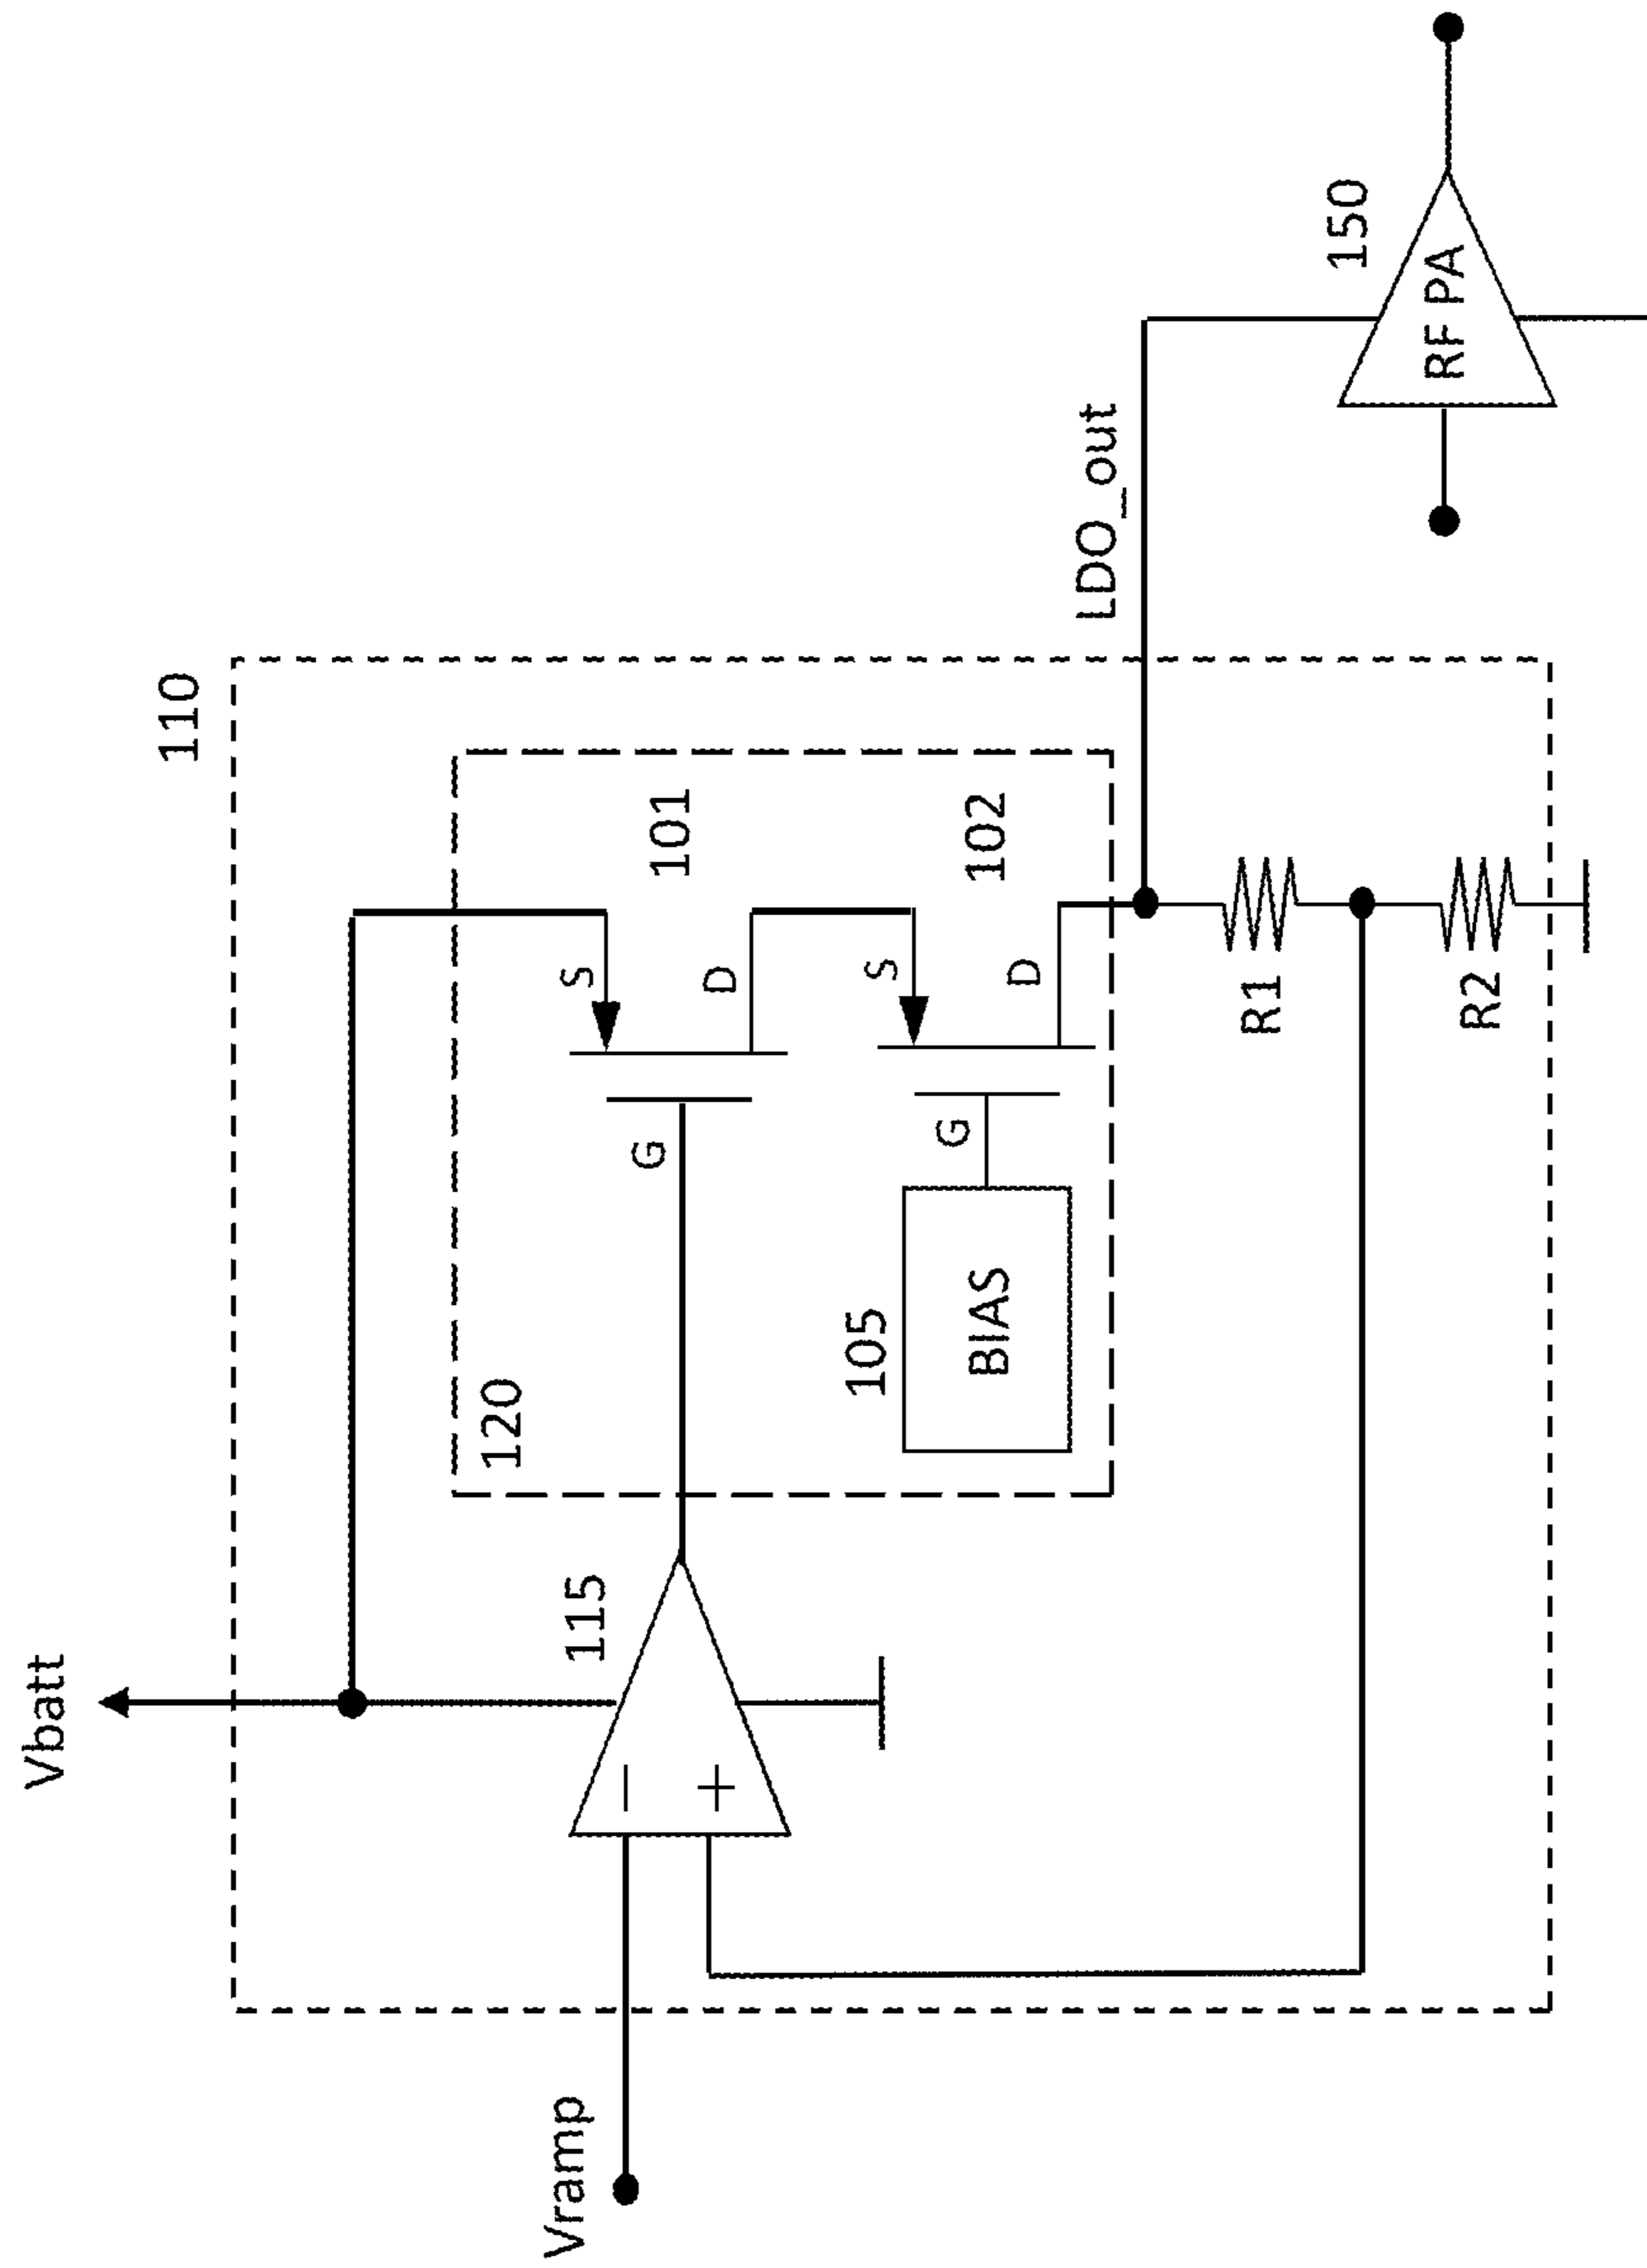 Vbatt
110
120
101
S
G
D
115
−
+
Vramp
105
BIAS
102
S
G
D
LDO_out
R1
R2
150
RF PA